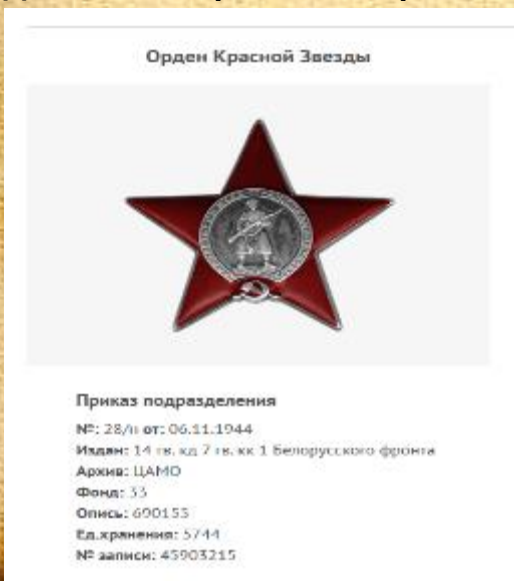 Орден Красной Звезды
Приказ подразделения
№: 28/н от: 06.11.1944
Издан: 14 гв. кд 7 гв. кк 1 Белорусского фронта
Архив: ЦАМО
Фонд: 33
Опись: 690155
Ед.хранения: 5744
№ записи: 45903215